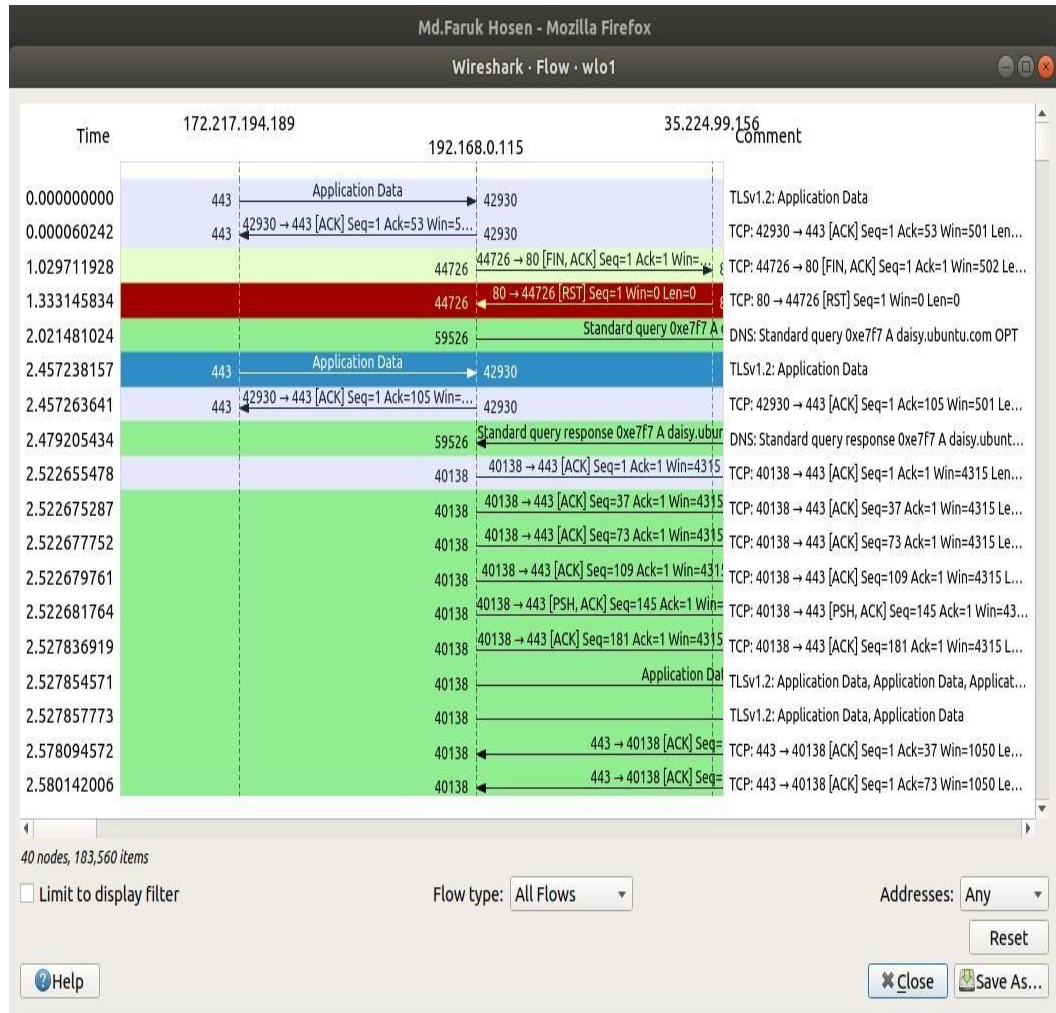 Md.Faruk Hosen - Mozilla Firefox
Wireshark · Flow · wlo1
Time 172.217.194.189 192.168.0.115 35.224.99.156 Comment
0.000000000 443 Application Data 42930 TLSv1.2: Application Data
0.000060242 443 42930 → 443 [ACK] Seq=1 Ack=53 Win=5... 42930 TCP: 42930 → 443 [ACK] Seq=1 Ack=53 Win=501 Len...
1.029711928 44726 44726 → 80 [FIN, ACK] Seq=1 Ack=1 Win=... TCP: 44726 → 80 [FIN, ACK] Seq=1 Ack=1 Win=502 Le...
1.333145834 44726 80 → 44726 [RST] Seq=1 Win=0 Len=0 TCP: 80 → 44726 [RST] Seq=1 Win=0 Len=0
2.021481024 59526 Standard query 0xe7f7 A DNS: Standard query 0xe7f7 A daisy.ubuntu.com OPT
2.457238157 443 Application Data 42930 TLSv1.2: Application Data
2.457263641 443 42930 → 443 [ACK] Seq=1 Ack=105 Win=... 42930 TCP: 42930 → 443 [ACK] Seq=1 Ack=105 Win=501 Le...
2.479205434 59526 Standard query response 0xe7f7 A daisy.ubun DNS: Standard query response 0xe7f7 A daisy.ubunt...
2.522655478 40138 40138 → 443 [ACK] Seq=1 Ack=1 Win=4315 TCP: 40138 → 443 [ACK] Seq=1 Ack=1 Win=4315 Len...
2.522675287 40138 40138 → 443 [ACK] Seq=37 Ack=1 Win=4315 TCP: 40138 → 443 [ACK] Seq=37 Ack=1 Win=4315 Le...
2.522677752 40138 40138 → 443 [ACK] Seq=73 Ack=1 Win=4315 TCP: 40138 → 443 [ACK] Seq=73 Ack=1 Win=4315 Le...
2.522679761 40138 40138 → 443 [ACK] Seq=109 Ack=1 Win=431 TCP: 40138 → 443 [ACK] Seq=109 Ack=1 Win=4315 L...
2.522681764 40138 40138 → 443 [PSH, ACK] Seq=145 Ack=1 Win= TCP: 40138 → 443 [PSH, ACK] Seq=145 Ack=1 Win=43...
2.527836919 40138 40138 → 443 [ACK] Seq=181 Ack=1 Win=4315 TCP: 40138 → 443 [ACK] Seq=181 Ack=1 Win=4315 L...
2.527854571 40138 Application Dat TLSv1.2: Application Data, Application Data, Applicat...
2.527857773 40138 TLSv1.2: Application Data, Application Data
2.578094572 40138 443 → 40138 [ACK] Seq= TCP: 443 → 40138 [ACK] Seq=1 Ack=37 Win=1050 Le...
2.580142006 40138 443 → 40138 [ACK] Seq= TCP: 443 → 40138 [ACK] Seq=1 Ack=73 Win=1050 Le...
40 nodes, 183,560 items
Limit to display filter Flow type: All Flows Addresses: Any
Reset
Help Close Save As...